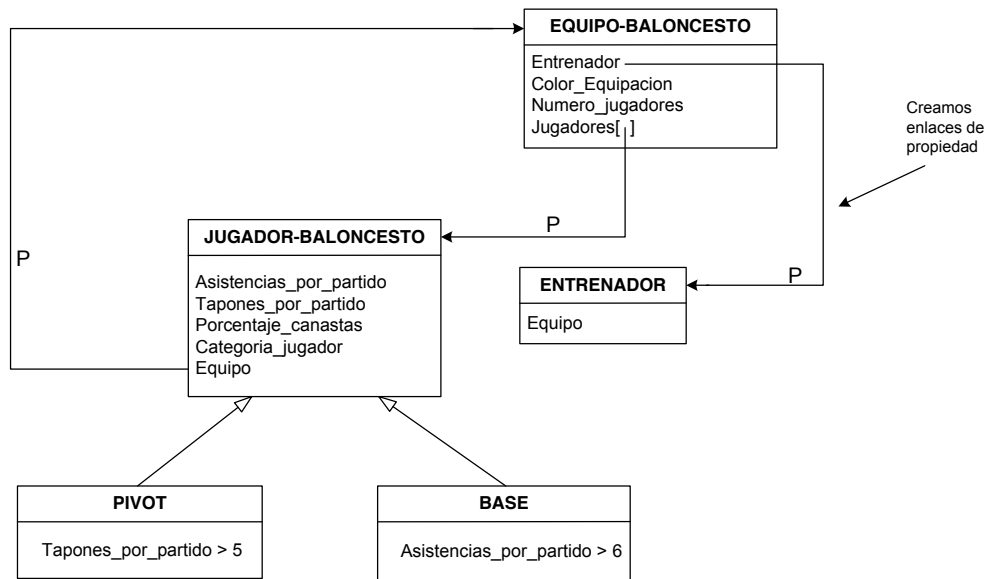 EQUIPO-BALONCESTO
Entrenador
Color_Equipacion
Numero_jugadores
Jugadores[ ]
Creamos
enlaces de
propiedad
P
P
P
JUGADOR-BALONCESTO
Asistencias_por_partido
Tapones_por_partido
Porcentaje_canastas
Categoria_jugador
Equipo
ENTRENADOR
Equipo
PIVOT
Tapones_por_partido > 5
BASE
Asistencias_por_partido > 6